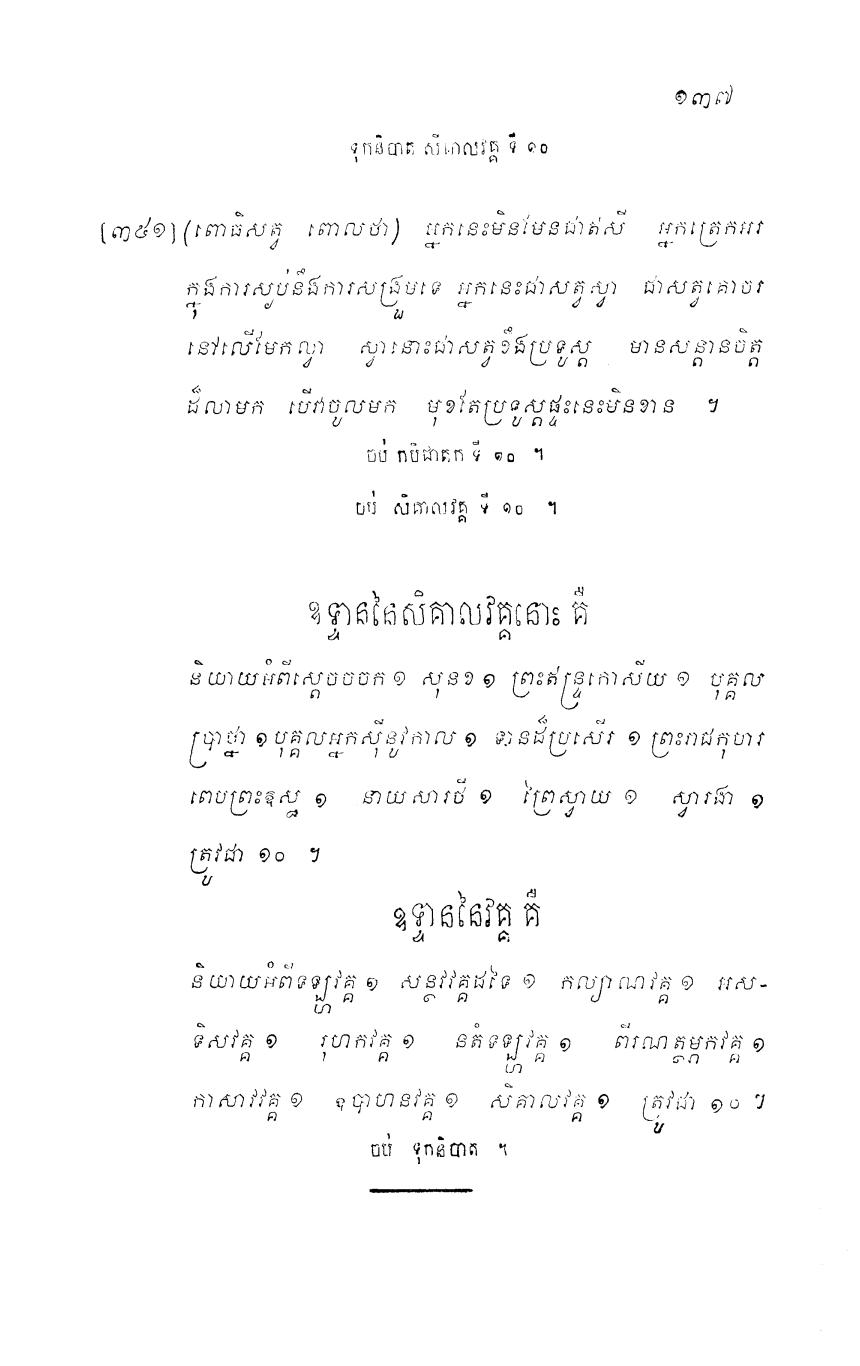 ១៣៧
ទុកនិបាត សិគាលវគ្គ ទី ១០
[៣៥១] (ពោធិសត្វ ពោលថា) អ្នកនេះមិនមែនជាត់សី អ្នកត្រេកអរ
ក្នុងការស្ងប់នឹងការសង្រួមទេ អ្នកនេះជាសត្វស្វា ជាសត្វគោចរ
នៅលើមែកល្វា ស្វានោះជាសត្វខឹងប្រទូស្ត មានសន្តានចិត្ត
ដ៏លាមក បើវាចូលមក មុខតែប្រទូស្តផ្ទះនេះមិនខាន ។
ចប់ កបិជាតក ទី ១០ ។
ចប់ សិគាលវគ្គ ទី ១០ ។
ឧទ្ទាននៃសិគាលវគ្គនោះ គឺ
និយាយអំពីស្តេចចចក ១ សុនខ ១ ព្រះឥន្ទ្រកោសិយ ១ បុគ្គល
ប្រាថ្នា ១ បុគ្គលអ្នកស៊ីនូវកាល ១ ទានដ៏ប្រសើរ ១ ព្រះរាជកុមារ
ពេបព្រះឧស្ឋ ១ នាយសារថី ១ ព្រៃស្វាយ ១ ស្វារងា ១
ត្រូវជា ១០ ។
ឧទ្ទាននៃវគ្គ គឺ
និយាយអំពីទឡ្ហវគ្គ ១ សន្ថវវគ្គដទៃ ១ កល្យាណវគ្គ ១ អស-
ទិសវគ្គ ១ រុហកវគ្គ ១ នតំទឡ្ហវគ្គ ១ ពីរណត្ថម្ភកវគ្គ ១
កាសាវវគ្គ ១ ឧបាហនវគ្គ ១ សិគាលវគ្គ ១ ត្រូវជា ១០ ។
ចប់ ទុកនិបាត ។